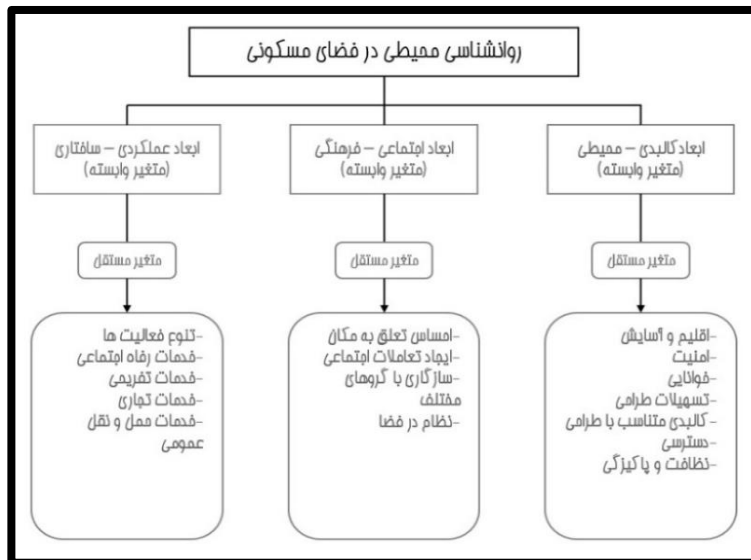 روانشناسی محیطی در فضای مسکونی
ابعاد کالبدی – محیطی
(متغیر وابسته)
ابعاد اجتماعی – فرهنگی
(متغیر وابسته)
ابعاد عملکردی – ساختاری
(متغیر وابسته)
متغیر مستقل
متغیر مستقل
متغیر مستقل
-اقلیم و آسایش
-امنیت
-خوانایی
-تسهیلات طراحی
-کالبدی متناسب با طراحی
-دسترسی
-نظافت و پاکیزگی
-احساس تعلق به مکان
-ایجاد تعاملات اجتماعی
-سازگاری با گروهای
مختلف
-نظام در فضا
-تنوع فعالیت ها
-خدمات رفاه اجتماعی
-خدمات تفریحی
-خدمات تجاری
-خدمات حمل و نقل
عمومی